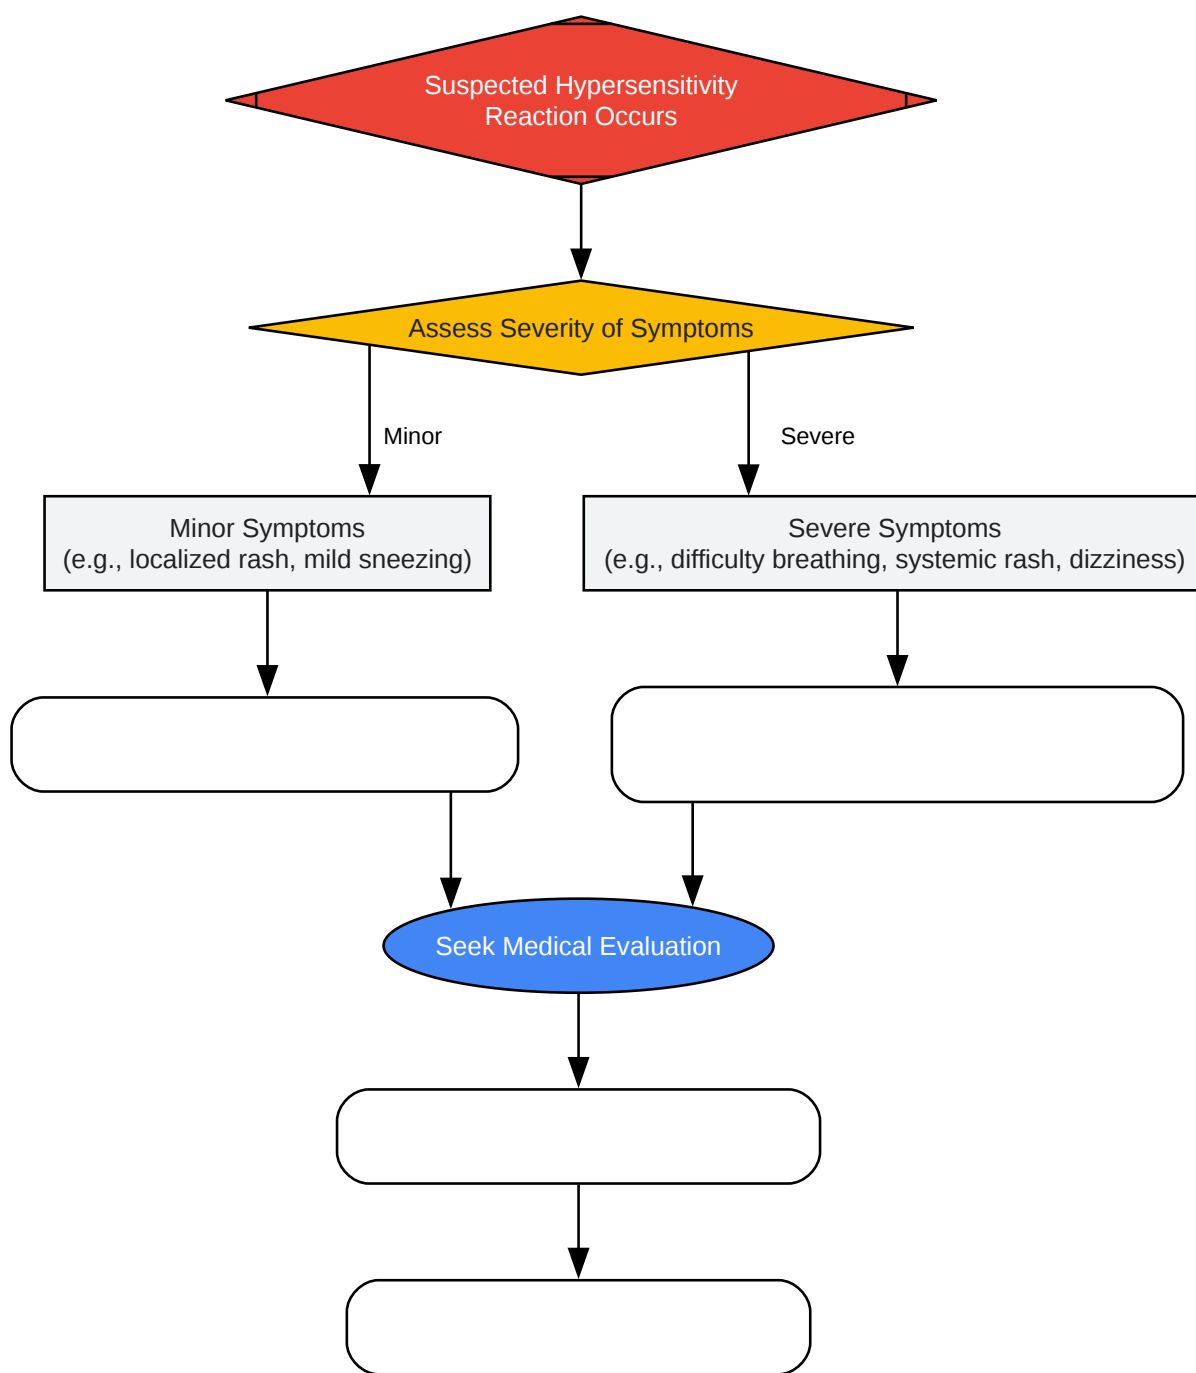 Suspected Hypersensitivity
Reaction Occurs
Assess Severity of Symptoms
Minor
Severe
Minor Symptoms
(e.g., localized rash, mild sneezing)
Severe Symptoms
(e.g., difficulty breathing, systemic rash, dizziness)
Seek Medical Evaluation